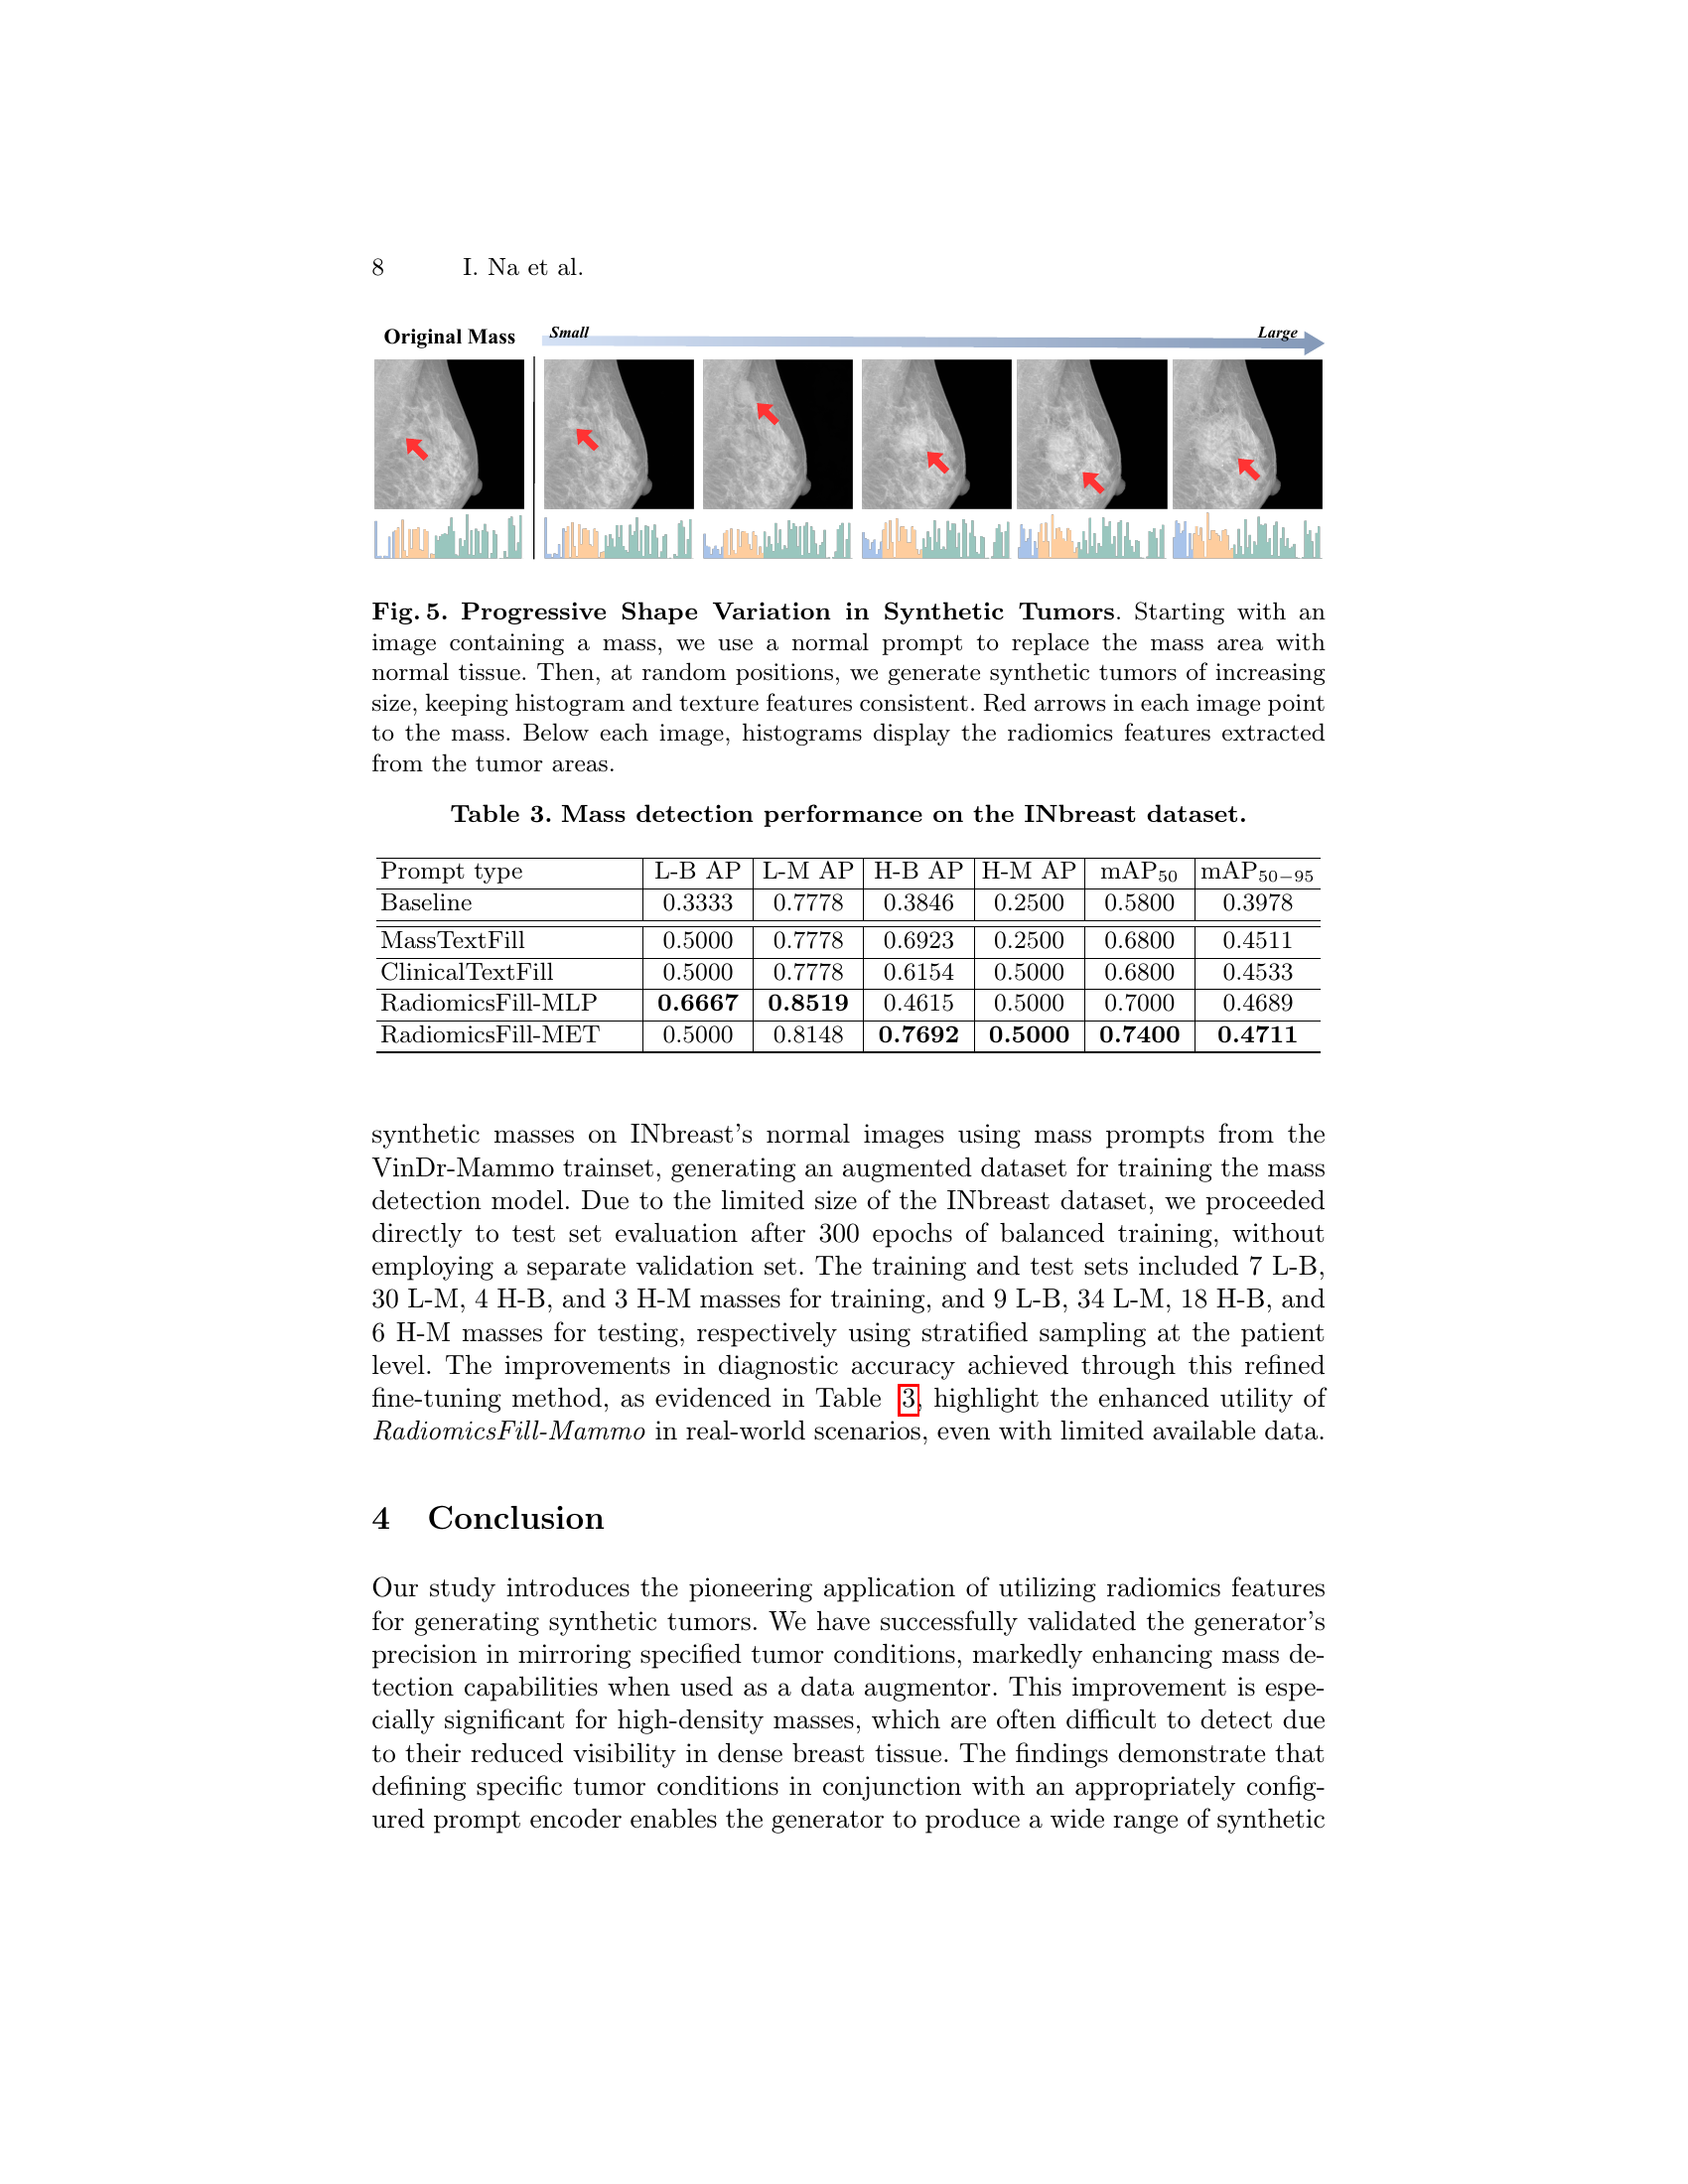 8 I. Na et al.
Original Mass Small Large
Fig. 5. Progressive Shape Variation in Synthetic Tumors. Starting with an
image containing a mass, we use a normal prompt to replace the mass area with
normal tissue. Then, at random positions, we generate synthetic tumors of increasing
size, keeping histogram and texture features consistent. Red arrows in each image point
to the mass. Below each image, histograms display the radiomics features extracted
from the tumor areas.
Table 3. Mass detection performance on the INbreast dataset.
Prompt type L-B AP L-M AP H-B AP H-M AP mAP50 mAP50−95
Baseline 0.3333 0.7778 0.3846 0.2500 0.5800 0.3978
MassTextFill 0.5000 0.7778 0.6923 0.2500 0.6800 0.4511
ClinicalTextFill 0.5000 0.7778 0.6154 0.5000 0.6800 0.4533
RadiomicsFill-MLP 0.6667 0.8519 0.4615 0.5000 0.7000 0.4689
RadiomicsFill-MET 0.5000 0.8148 0.7692 0.5000 0.7400 0.4711
synthetic masses on INbreast's normal images using mass prompts from the
VinDr-Mammo trainset, generating an augmented dataset for training the mass
detection model. Due to the limited size of the INbreast dataset, we proceeded
directly to test set evaluation after 300 epochs of balanced training, without
employing a separate validation set. The training and test sets included 7 L-B,
30 L-M, 4 H-B, and 3 H-M masses for training, and 9 L-B, 34 L-M, 18 H-B, and
6 H-M masses for testing, respectively using stratified sampling at the patient
level. The improvements in diagnostic accuracy achieved through this refined
fine-tuning method, as evidenced in Table 3, highlight the enhanced utility of
RadiomicsFill-Mammo in real-world scenarios, even with limited available data.
4 Conclusion
Our study introduces the pioneering application of utilizing radiomics features
for generating synthetic tumors. We have successfully validated the generator's
precision in mirroring specified tumor conditions, markedly enhancing mass de-
tection capabilities when used as a data augmentor. This improvement is espe-
cially significant for high-density masses, which are often difficult to detect due
to their reduced visibility in dense breast tissue. The findings demonstrate that
defining specific tumor conditions in conjunction with an appropriately config-
ured prompt encoder enables the generator to produce a wide range of synthetic